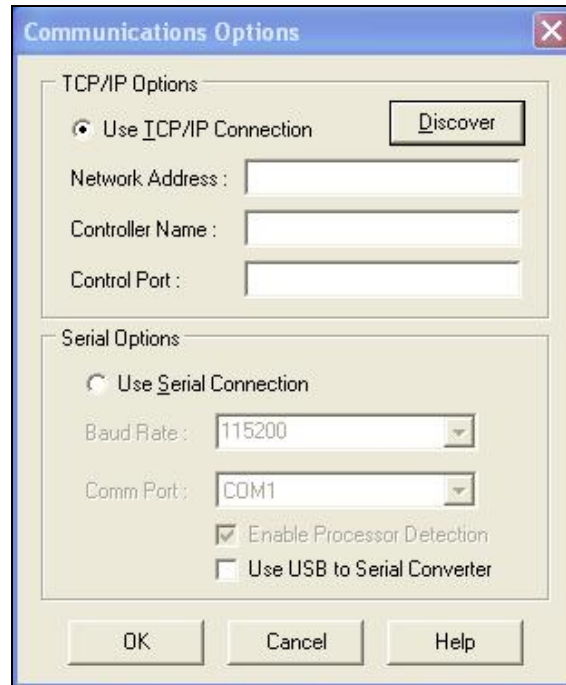 Communications Options
TCP/IP Options
Use TCP/IP Connection
Discover
Network Address :
Controller Name :
Control Port :
Serial Options
Use Serial Connection
Baud Rate : 115200
Comm Port : COM1
Enable Processor Detection
Use USB to Serial Converter
OK Cancel Help